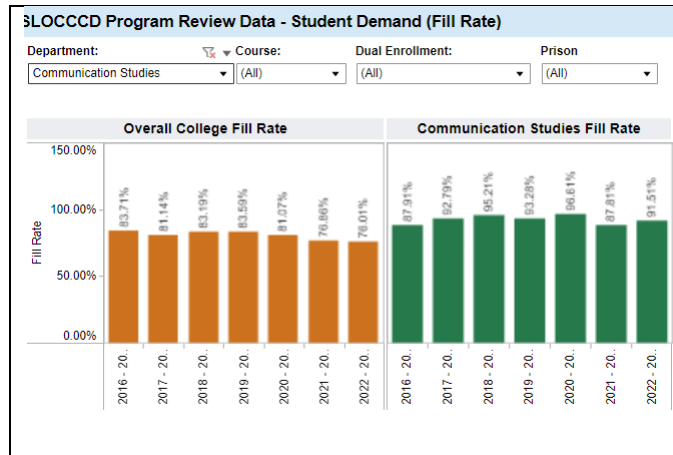 SLOCCCD Program Review Data - Student Demand (Fill Rate)
Department: Course: Dual Enrollment: Prison
Communication Studies (All) (All) (All)
Overall College Fill Rate Communication Studies Fill Rate
150.00%
100.00%
50.00%
0.00%
Fill Rate
83.71% 81.14% 83.19% 83.59% 81.07% 76.86% 76.01%
87.91% 92.79% 95.21% 93.28% 96.61% 87.81% 91.51%
2016 - 20.. 2017 - 20.. 2018 - 20.. 2019 - 20.. 2020 - 20.. 2021 - 20.. 2022 - 20..
2016 - 20.. 2017 - 20.. 2018 - 20.. 2019 - 20.. 2020 - 20.. 2021 - 20.. 2022 - 20..